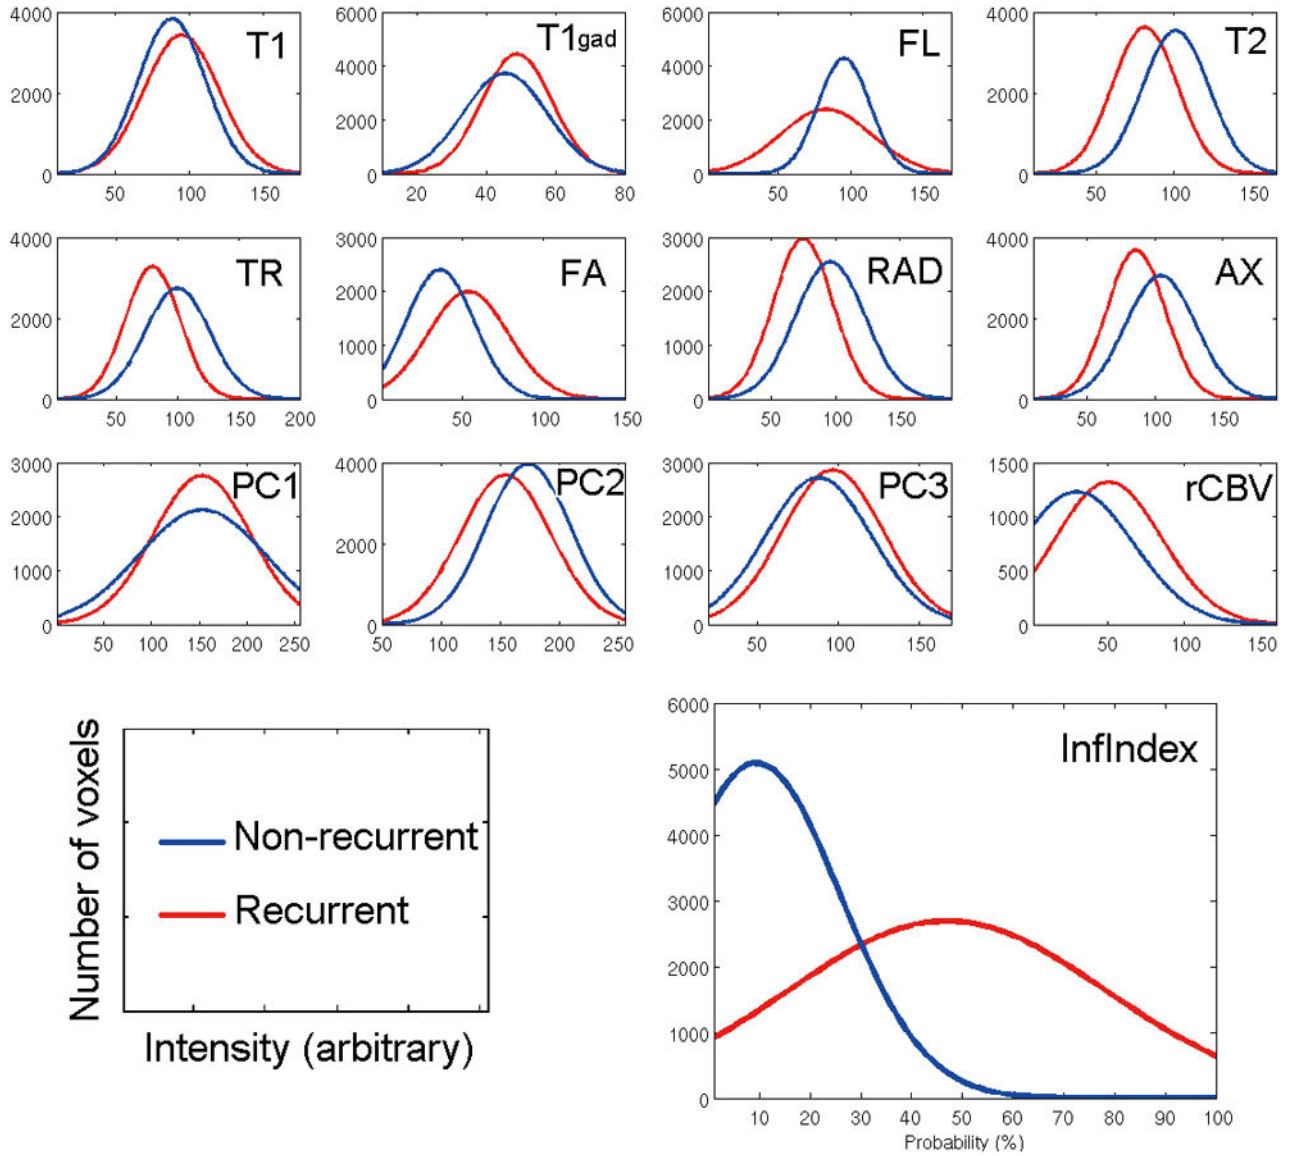 4000
2000
0
50 100 150
T1
6000
4000
2000
0
20 40 60 80
T1gad
6000
4000
2000
0
50 100 150
FL
4000
2000
0
50 100 150
T2
4000
2000
0
50 100 150 200
TR
3000
2000
1000
0
50 100 150
FA
3000
2000
1000
0
50 100 150
RAD
4000
2000
0
50 100 150
AX
3000
2000
1000
0
50 100 150 200 250
PC1
4000
2000
0
50 100 150 200 250
PC2
3000
2000
1000
0
50 100 150
PC3
1500
1000
500
0
50 100 150
rCBV
Number of voxels
Non-recurrent
Recurrent
Intensity (arbitrary)
6000
5000
4000
3000
2000
1000
0
InfIndex
10 20 30 40 50 60 70 80 90 100
Probability (%)